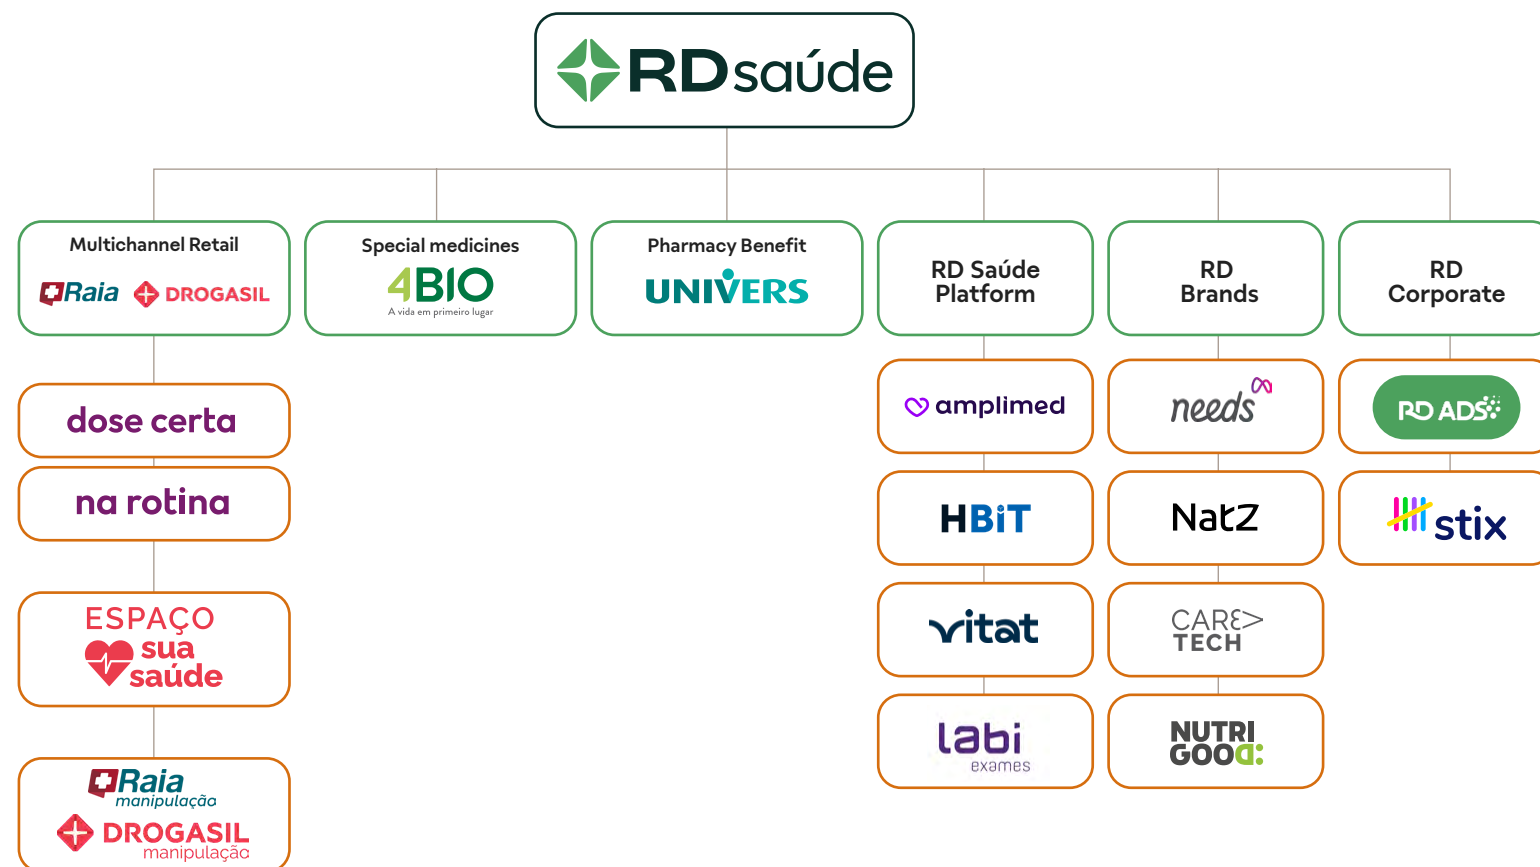 RD saúde
Multichannel Retail
Raia DROGASIL
Special medicines
4BIO
A vida em primeiro lugar
Pharmacy Benefit
UNIVERS
RD Saúde
Platform
RD
Brands
RD
Corporate
dose certa
na rotina
ESPAÇO
sua
saúde
Raia
manipulação
DROGASIL
manipulação
amplimed
HBiT
vitat
labi
exames
needs
Natz
CARE
TECH
NUTRI
GOOD:
RD ADS
stix